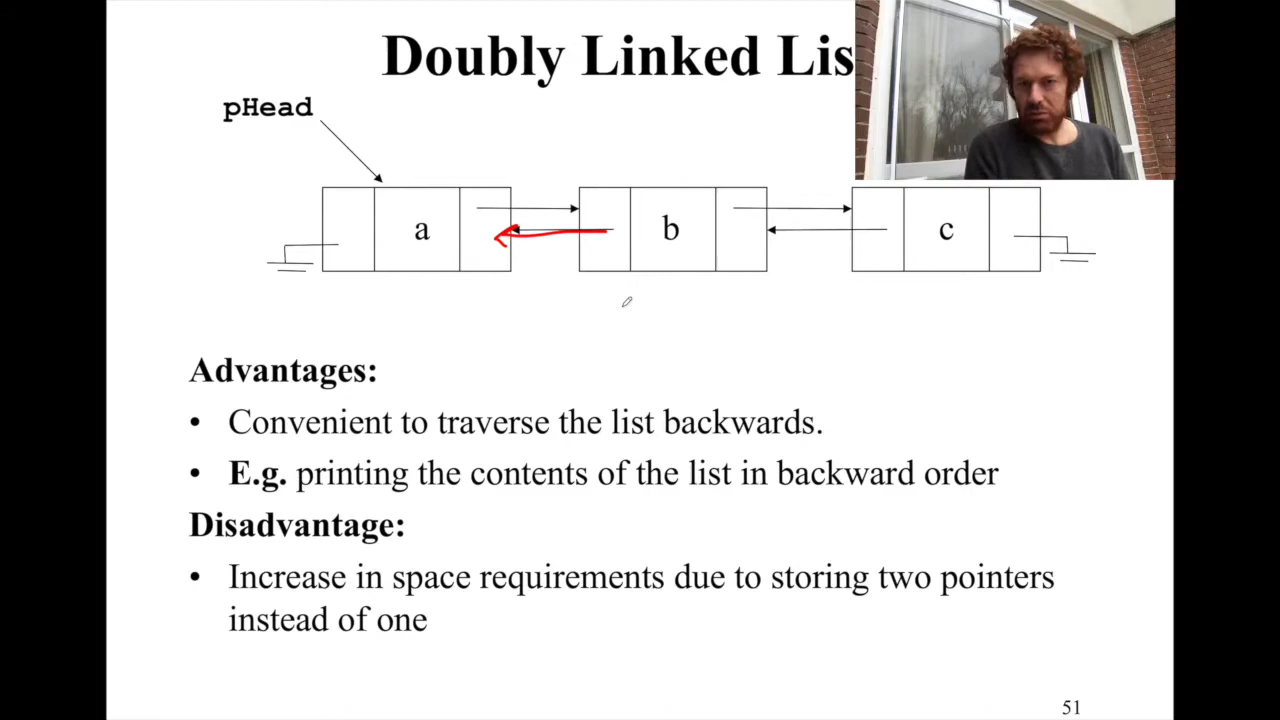 Doubly Linked Lis
pHead
a
b
c
Advantages:
• Convenient to traverse the list backwards.
• E.g. printing the contents of the list in backward order
Disadvantage:
• Increase in space requirements due to storing two pointers
instead of one
51